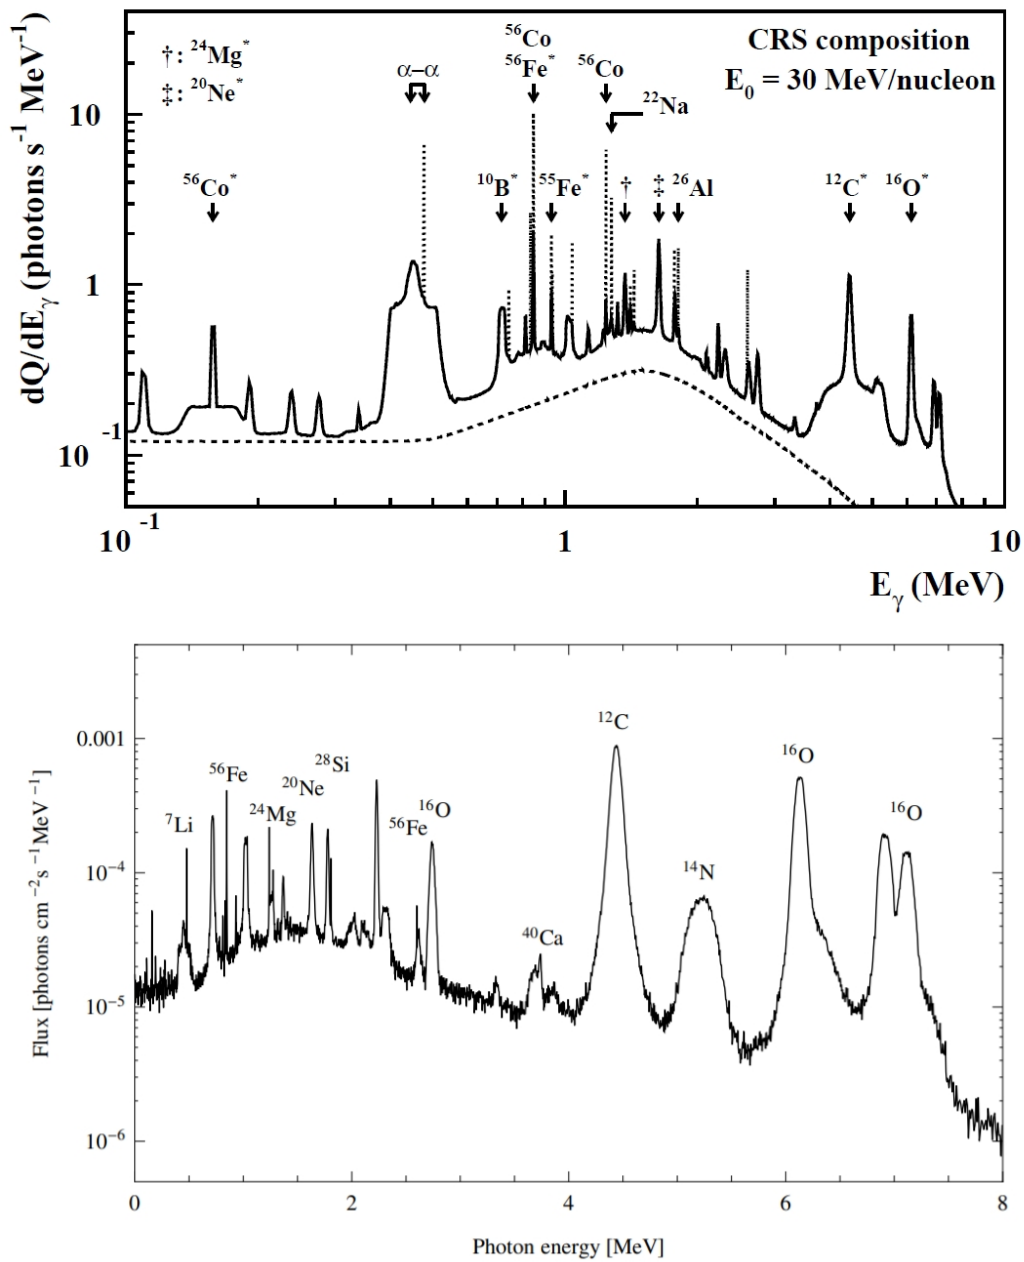 †: ²⁴Mg*
‡: ²⁰Ne*
α–α
⁵⁶Co
⁵⁶Fe*
⁵⁶Co
²²Na
CRS composition
E₀ = 30 MeV/nucleon
⁵⁶Co*
¹⁰B*
⁵⁵Fe*
†
‡
²⁶Al
¹²C*
¹⁶O*
dQ/dEγ (photons s⁻¹ MeV⁻¹)
10
1
10⁻¹
10⁻¹
1
10
Eγ (MeV)
¹²C
¹⁶O
¹⁶O
²⁸Si
⁵⁶Fe
²⁰Ne
²⁴Mg
⁷Li
⁵⁶Fe
¹⁶O
¹⁴N
⁴⁰Ca
Flux [photons cm⁻²s⁻¹MeV⁻¹]
0.001
10⁻⁴
10⁻⁵
10⁻⁶
0
2
4
6
8
Photon energy [MeV]